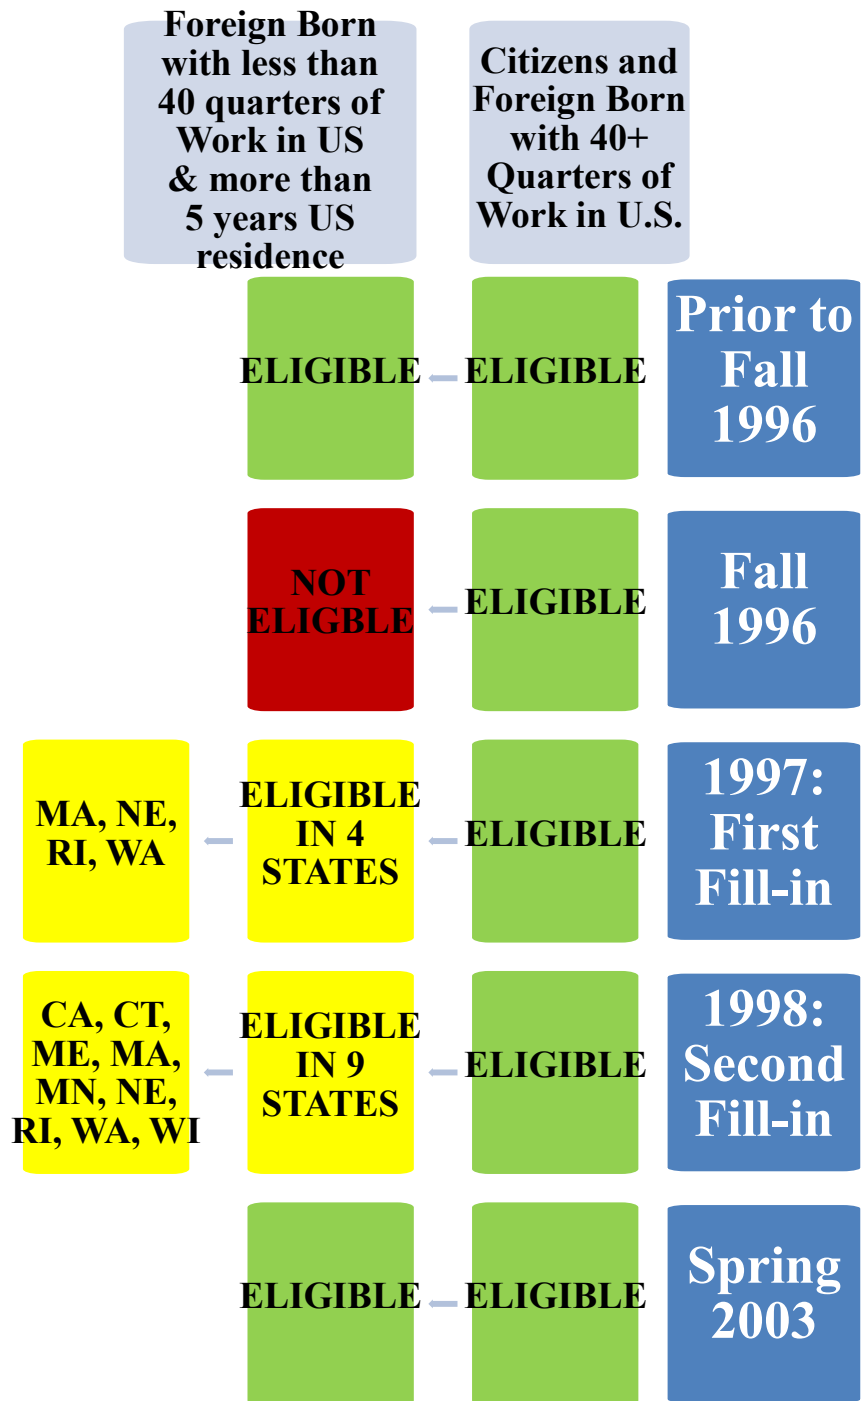 Foreign Born
with less than
40 quarters of
Work in US
& more than
5 years US
residence
Citizens and
Foreign Born
with 40+
Quarters of
Work in U.S.
ELIGIBLE
ELIGIBLE
Prior to
Fall
1996
NOT
ELIGBLE
ELIGIBLE
Fall
1996
MA, NE,
RI, WA
ELIGIBLE
IN 4
STATES
ELIGIBLE
1997:
First
Fill-in
CA, CT,
ME, MA,
MN, NE,
RI, WA, WI
ELIGIBLE
IN 9
STATES
ELIGIBLE
1998:
Second
Fill-in
ELIGIBLE
ELIGIBLE
Spring
2003